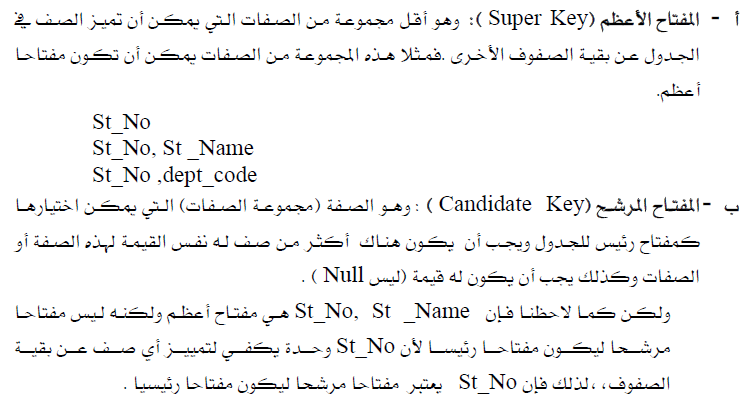 أ - المفتاح الأعظم (Super Key): وهو أقل مجموعة من الصفات التي يمكن أن تميز الصف في
الجدول عن بقية الصفوف الأخرى .فمثلا هذه المجموعة من الصفات يمكن أن تكون مفتاحا
أعظم.
St_No
St_No, St _Name
St_No ,dept_code
ب - المفتاح المرشح (Candidate Key ) : وهو الصفة (مجموعة الصفات) التي يمكن اختيارها
كمفتاح رئيس للجدول ويجب أن يكون هناك أكثر من صف له نفس القيمة لهذه الصفة أو
الصفات وكذلك يجب أن يكون له قيمة (ليس Null ) .
ولكن كما لاحظنا فإن St_No, St _Name هي مفتاح أعظم ولكنه ليس مفتاحا
مرشحا ليكون مفتاحا رئيسا لأن St_No وحدة يكفي لتمييز أي صف عن بقية
الصفوف، ،لذلك فإن St_No يعتبر مفتاحا مرشحا ليكون مفتاحا رئيسيا .